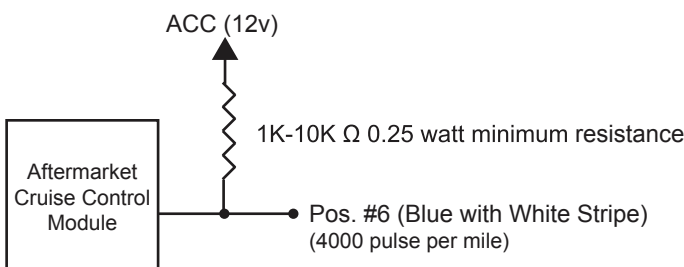 ACC (12v)
1K-10K Ω 0.25 watt minimum resistance
Aftermarket
Cruise Control
Module
Pos. #6 (Blue with White Stripe)
(4000 pulse per mile)